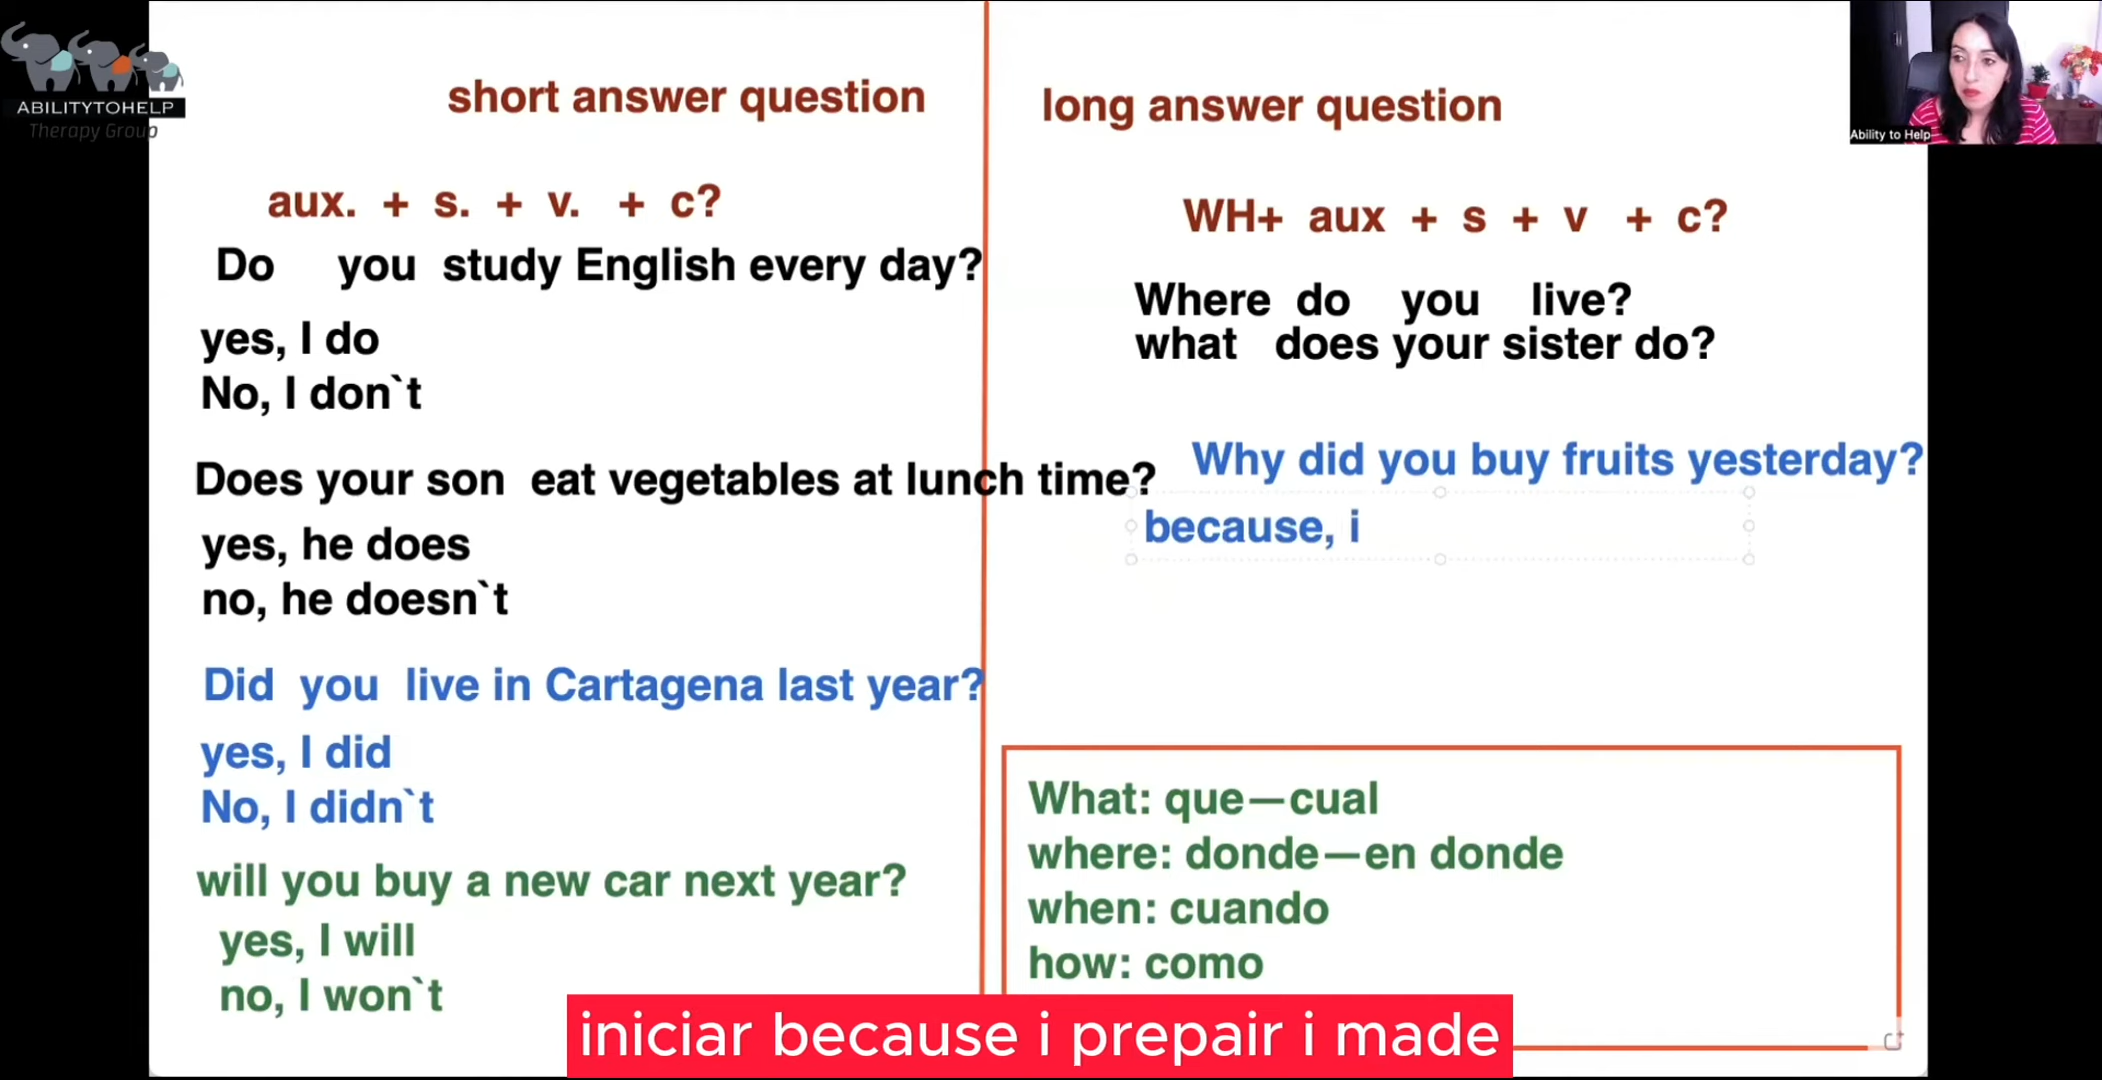 ABILITYTOHELP
Therapy Group
short answer question
aux. + s. + v. + c?
Do you study English every day?
yes, I do
No, I don`t
Does your son eat vegetables at lunch time?
yes, he does
no, he doesn`t
Did you live in Cartagena last year?
yes, I did
No, I didn`t
will you buy a new car next year?
yes, I will
no, I won`t
long answer question
WH+ aux + s + v + c?
Where do you live?
what does your sister do?
Why did you buy fruits yesterday?
because, i
What: que—cual
where: donde—en donde
when: cuando
how: como
iniciar because i prepair i made
Ability to Help